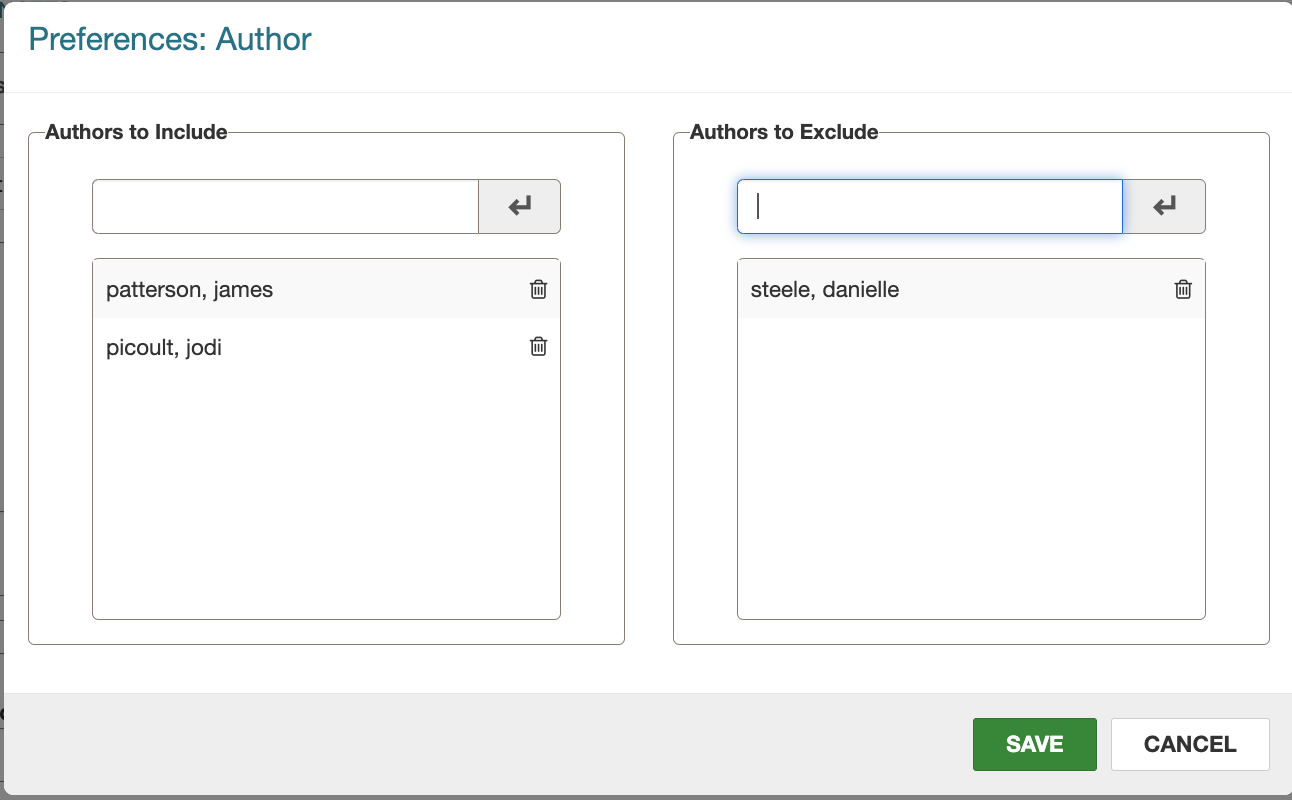 Preferences: Author
Authors to Include
patterson, james
picoult, jodi
Authors to Exclude
steele, danielle
SAVE
CANCEL